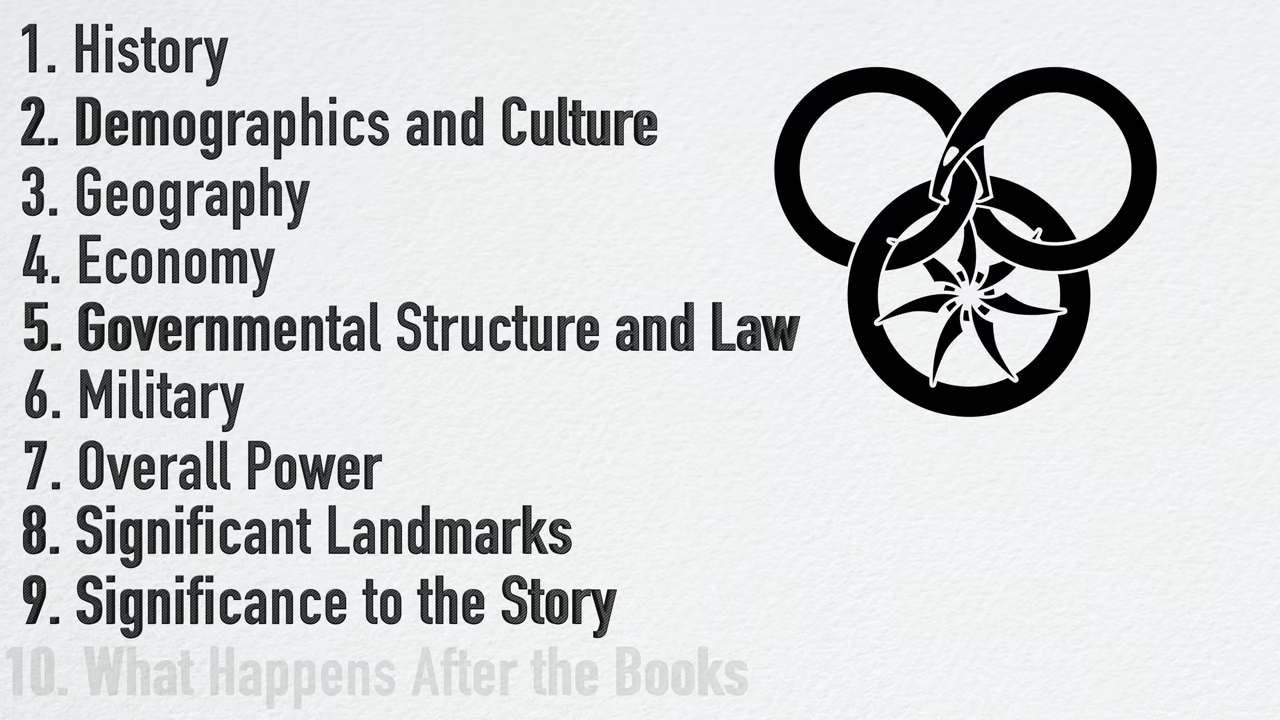 1. History
2. Demographics and Culture
3. Geography
4. Economy
5. Governmental Structure and Law
6. Military
7. Overall Power
8. Significant Landmarks
9. Significance to the Story
10. What Happens After the Books